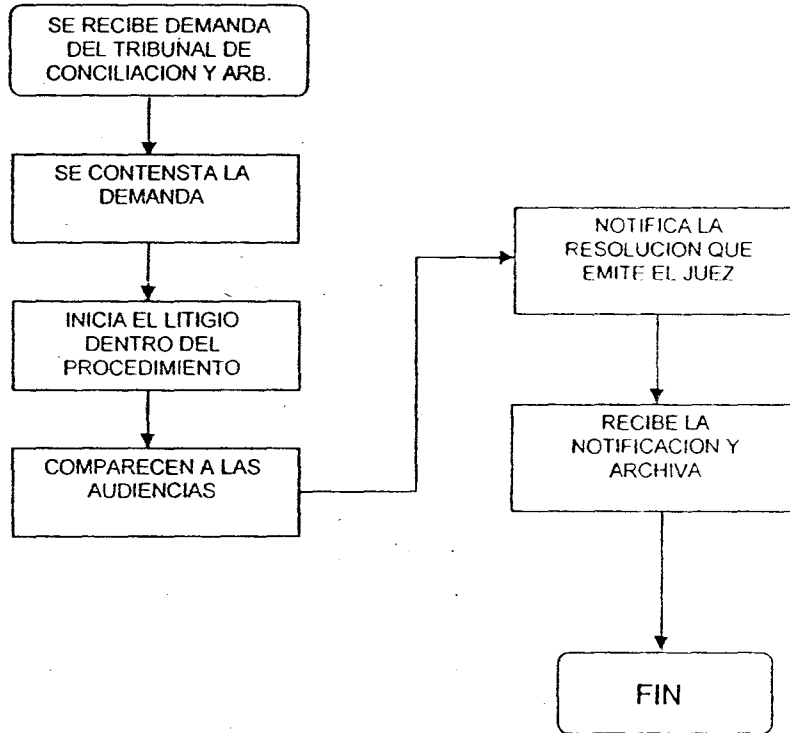 SE RECIBE DEMANDA
DEL TRIBUNAL DE
CONCILIACION Y ARB.
SE CONTENSTA LA
DEMANDA
INICIA EL LITIGIO
DENTRO DEL
PROCEDIMIENTO
COMPARECEN A LAS
AUDIENCIAS
NOTIFICA LA
RESOLUCION QUE
EMITE EL JUEZ
RECIBE LA
NOTIFICACION Y
ARCHIVA
FIN